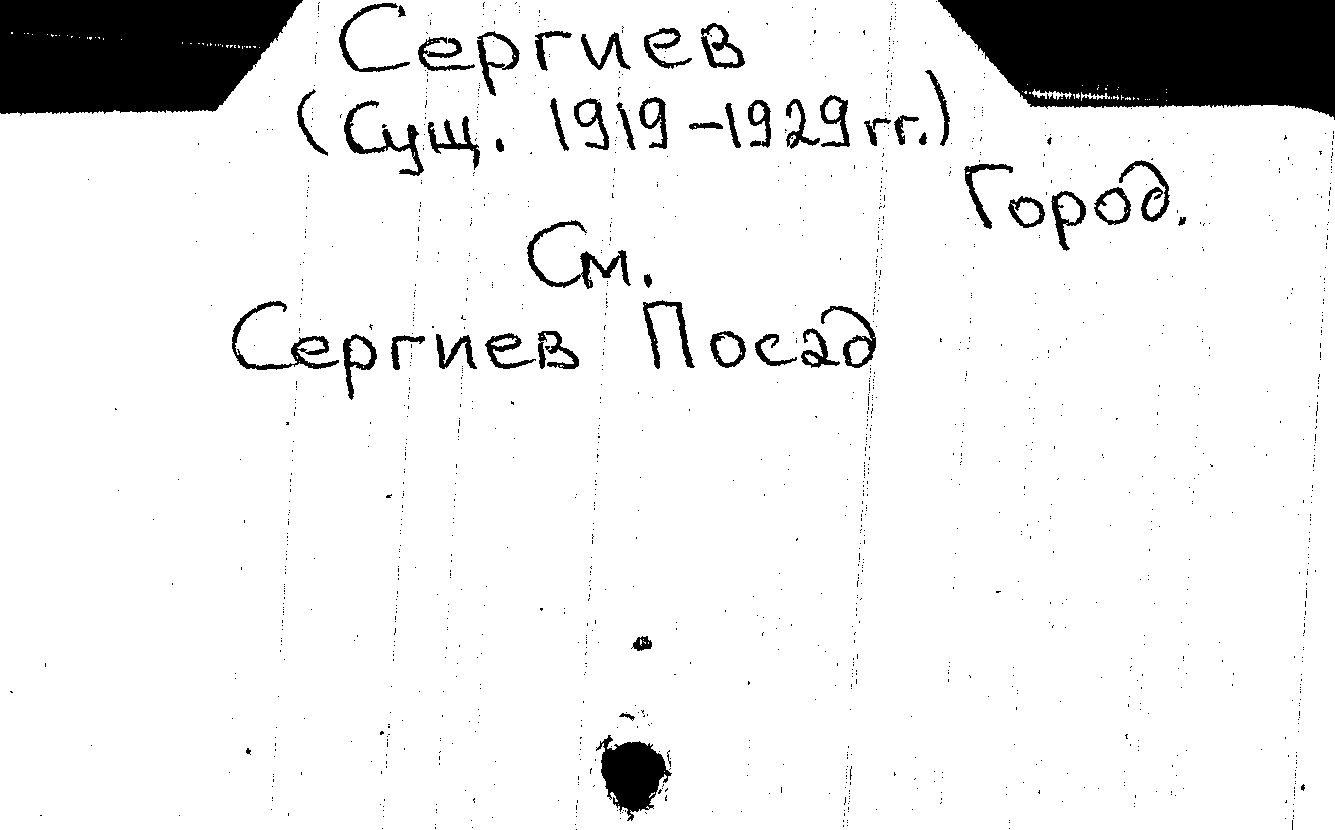 Сергиев
(Сущ. 1919-1929 гг.)
Город.
См.
Сергиев Посад